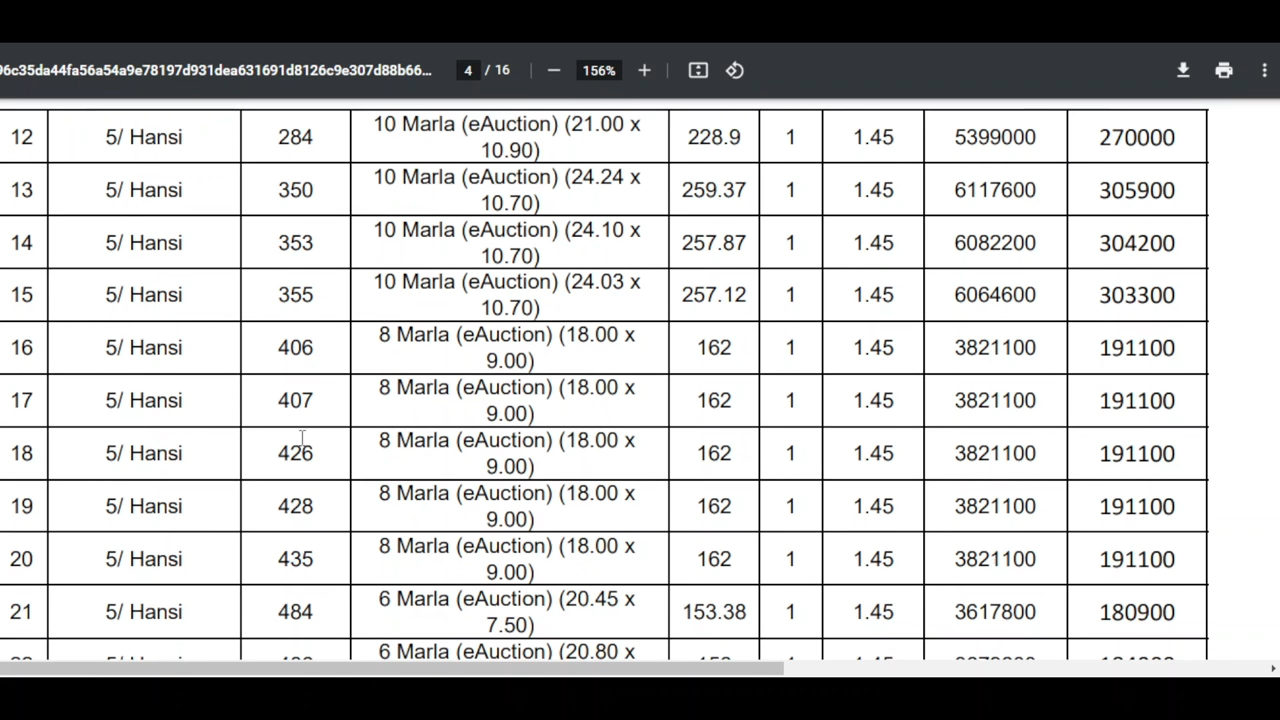 96c35da44fa56a54a9e78197d931dea631691d8126c9e307d88b66... 4 / 16 156%
12 5/ Hansi 284 10 Marla (eAuction) (21.00 x 10.90) 228.9 1 1.45 5399000 270000
13 5/ Hansi 350 10 Marla (eAuction) (24.24 x 10.70) 259.37 1 1.45 6117600 305900
14 5/ Hansi 353 10 Marla (eAuction) (24.10 x 10.70) 257.87 1 1.45 6082200 304200
15 5/ Hansi 355 10 Marla (eAuction) (24.03 x 10.70) 257.12 1 1.45 6064600 303300
16 5/ Hansi 406 8 Marla (eAuction) (18.00 x 9.00) 162 1 1.45 3821100 191100
17 5/ Hansi 407 8 Marla (eAuction) (18.00 x 9.00) 162 1 1.45 3821100 191100
18 5/ Hansi 426 8 Marla (eAuction) (18.00 x 9.00) 162 1 1.45 3821100 191100
19 5/ Hansi 428 8 Marla (eAuction) (18.00 x 9.00) 162 1 1.45 3821100 191100
20 5/ Hansi 435 8 Marla (eAuction) (18.00 x 9.00) 162 1 1.45 3821100 191100
21 5/ Hansi 484 6 Marla (eAuction) (20.45 x 7.50) 153.38 1 1.45 3617800 180900
6 Marla (eAuction) (20.80 x